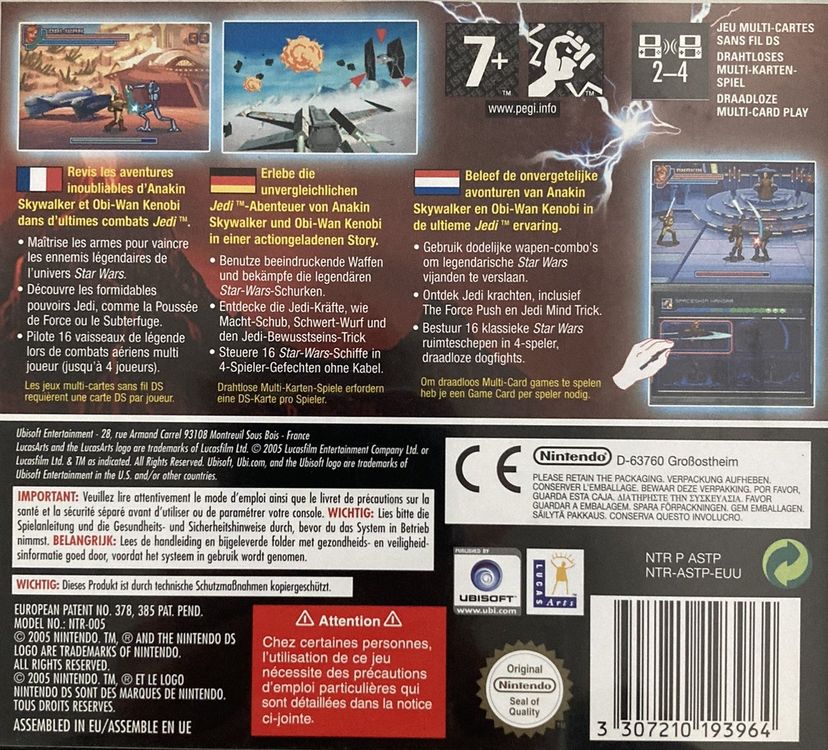 OBI-WAN
7+
™
™
www.pegi.info
2–4
JEU MULTI-CARTES
SANS FIL DS
DRAHTLOSES
MULTI-KARTEN-
SPIEL
DRAADLOZE
MULTI-CARD PLAY
Revis les aventures
inoubliables d'Anakin
Skywalker et Obi-Wan Kenobi
dans d'ultimes combats Jedi ™.
• Maîtrise les armes pour vaincre
les ennemis légendaires de
l'univers Star Wars.
• Découvre les formidables
pouvoirs Jedi, comme la Poussée
de Force ou le Subterfuge.
• Pilote 16 vaisseaux de légende
lors de combats aériens multi
joueur (jusqu'à 4 joueurs).
Les jeux multi-cartes sans fil DS
requièrent une carte DS par joueur.
Erlebe die
unvergleichlichen
Jedi ™-Abenteuer von Anakin
Skywalker und Obi-Wan Kenobi
in einer actiongeladenen Story.
• Benutze beeindruckende Waffen
und bekämpfe die legendären
Star-Wars-Schurken.
• Entdecke die Jedi-Kräfte, wie
Macht-Schub, Schwert-Wurf und
den Jedi-Bewusstseins-Trick
• Steuere 16 Star-Wars-Schiffe in
4-Spieler-Gefechten ohne Kabel.
Drahtlose Multi-Karten-Spiele erfordern
eine DS-Karte pro Spieler.
Beleef de onvergetelijke
avonturen van Anakin
Skywalker en Obi-Wan Kenobi in
de ultieme Jedi ™ ervaring.
• Gebruik dodelijke wapen-combo's
om legendarische Star Wars
vijanden te verslaan.
• Ontdek Jedi krachten, inclusief
The Force Push en Jedi Mind Trick.
• Bestuur 16 klassieke Star Wars
ruimteschepen in 4-speler,
draadloze dogfights.
Om draadloos Multi-Card games te spelen
heb je een Game Card per speler nodig.
ANAKIN
SPACESHIP HANGAR
Ubisoft Entertainment - 28, rue Armand Carrel 93108 Montreuil Sous Bois - France
LucasArts and the LucasArts logo are trademarks of Lucasfilm Ltd. © 2005 Lucasfilm Entertainment Company Ltd. or
Lucasfilm Ltd. & TM as indicated. All Rights Reserved. Ubisoft, Ubi.com, and the Ubisoft logo are trademarks of
Ubisoft Entertainment in the U.S. and/or other countries.
IMPORTANT: Veuillez lire attentivement le mode d'emploi ainsi que le livret de précautions sur la
santé et la sécurité séparé avant d'utiliser ou de paramétrer votre console. WICHTIG: Lies bitte die
Spielanleitung und die Gesundheits- und Sicherheitshinweise durch, bevor du das System in Betrieb
nimmst. BELANGRIJK: Lees de handleiding en bijgeleverde folder met gezondheids- en veiligheid-
sinformatie goed door, voordat het systeem in gebruik wordt genomen.
WICHTIG: Dieses Produkt ist durch technische Schutzmaßnahmen kopiergeschützt.
EUROPEAN PATENT NO. 378, 385 PAT. PEND.
MODEL NO.: NTR-005
© 2005 NINTENDO. TM, ® AND THE NINTENDO DS
LOGO ARE TRADEMARKS OF NINTENDO.
ALL RIGHTS RESERVED.
© 2005 NINTENDO. TM, ® ET LE LOGO
NINTENDO DS SONT DES MARQUES DE NINTENDO.
TOUS DROITS RESERVES.
ASSEMBLED IN EU/ASSEMBLE EN UE
Attention
Chez certaines personnes,
l'utilisation de ce jeu
nécessite des précautions
d'emploi particulières qui
sont détaillées dans la notice
ci-jointe.
CE
Nintendo® D-63760 Großostheim
PLEASE RETAIN THE PACKAGING. VERPACKUNG AUFHEBEN.
CONSERVER L'EMBALLAGE. BEWAAR DEZE VERPAKKING. POR FAVOR,
GUARDA ESTA CAJA. ΔΙΑΤΗΡΗΣΤΕ ΤΗΝ ΣΥΣΚΕΥΑΣΙΑ. FAVOR
GUARDAR A EMBALAGEM. SPARA FÖRPACKNINGEN. GEM EMBALLAGEN.
SÄILYTÄ PAKKAUS. CONSERVA QUESTO INVOLUCRO.
PUBLISHED BY
UBISOFT
www.ubi.com
LUCAS
Arts
NTR P ASTP
NTR-ASTP-EUU
Original
Nintendo®
Seal of
Quality
3 307210 193964